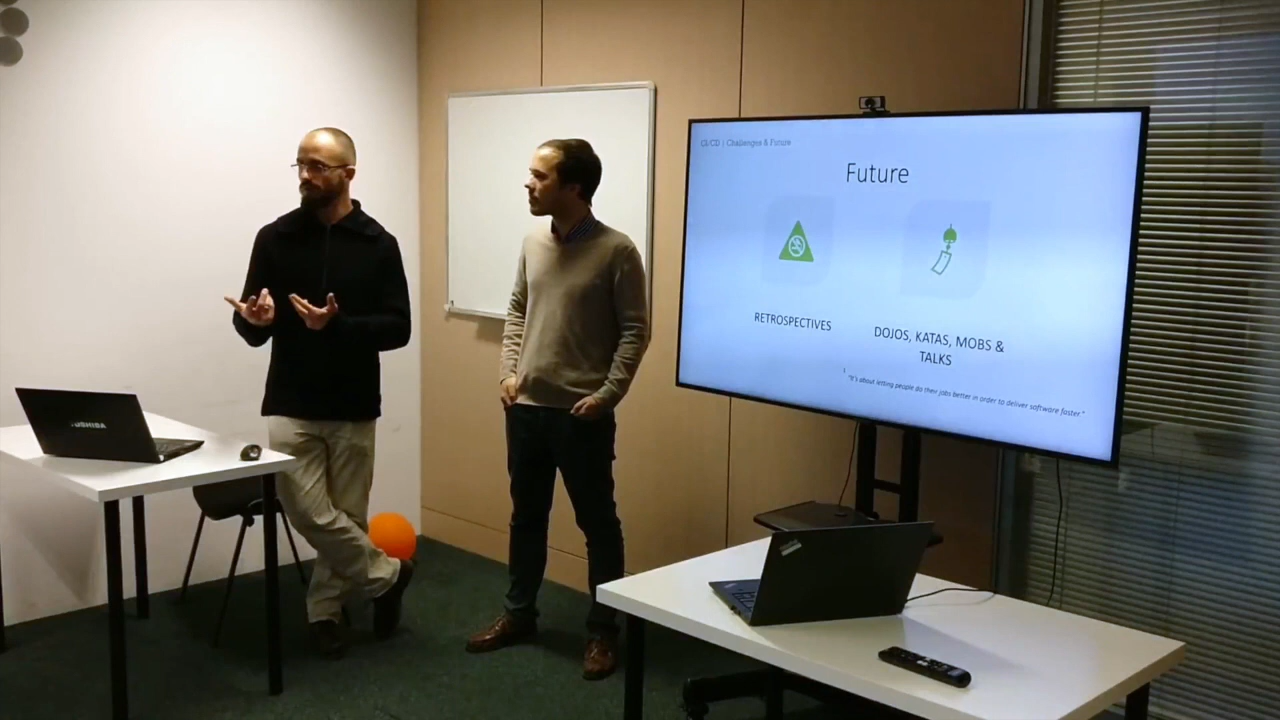 CI/CD | Challenges & Future
Future
RETROSPECTIVES
DOJOS, KATAS, MOBS &
TALKS
"It's about letting people do their jobs better in order to deliver software faster"
TOSHIBA